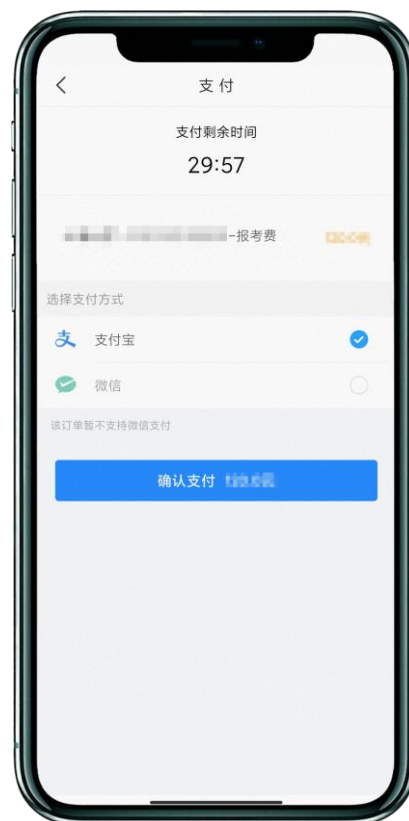 支付
支付剩余时间
29:57
-报考费
选择支付方式
支付宝
微信
该订单暂不支持微信支付
确认支付